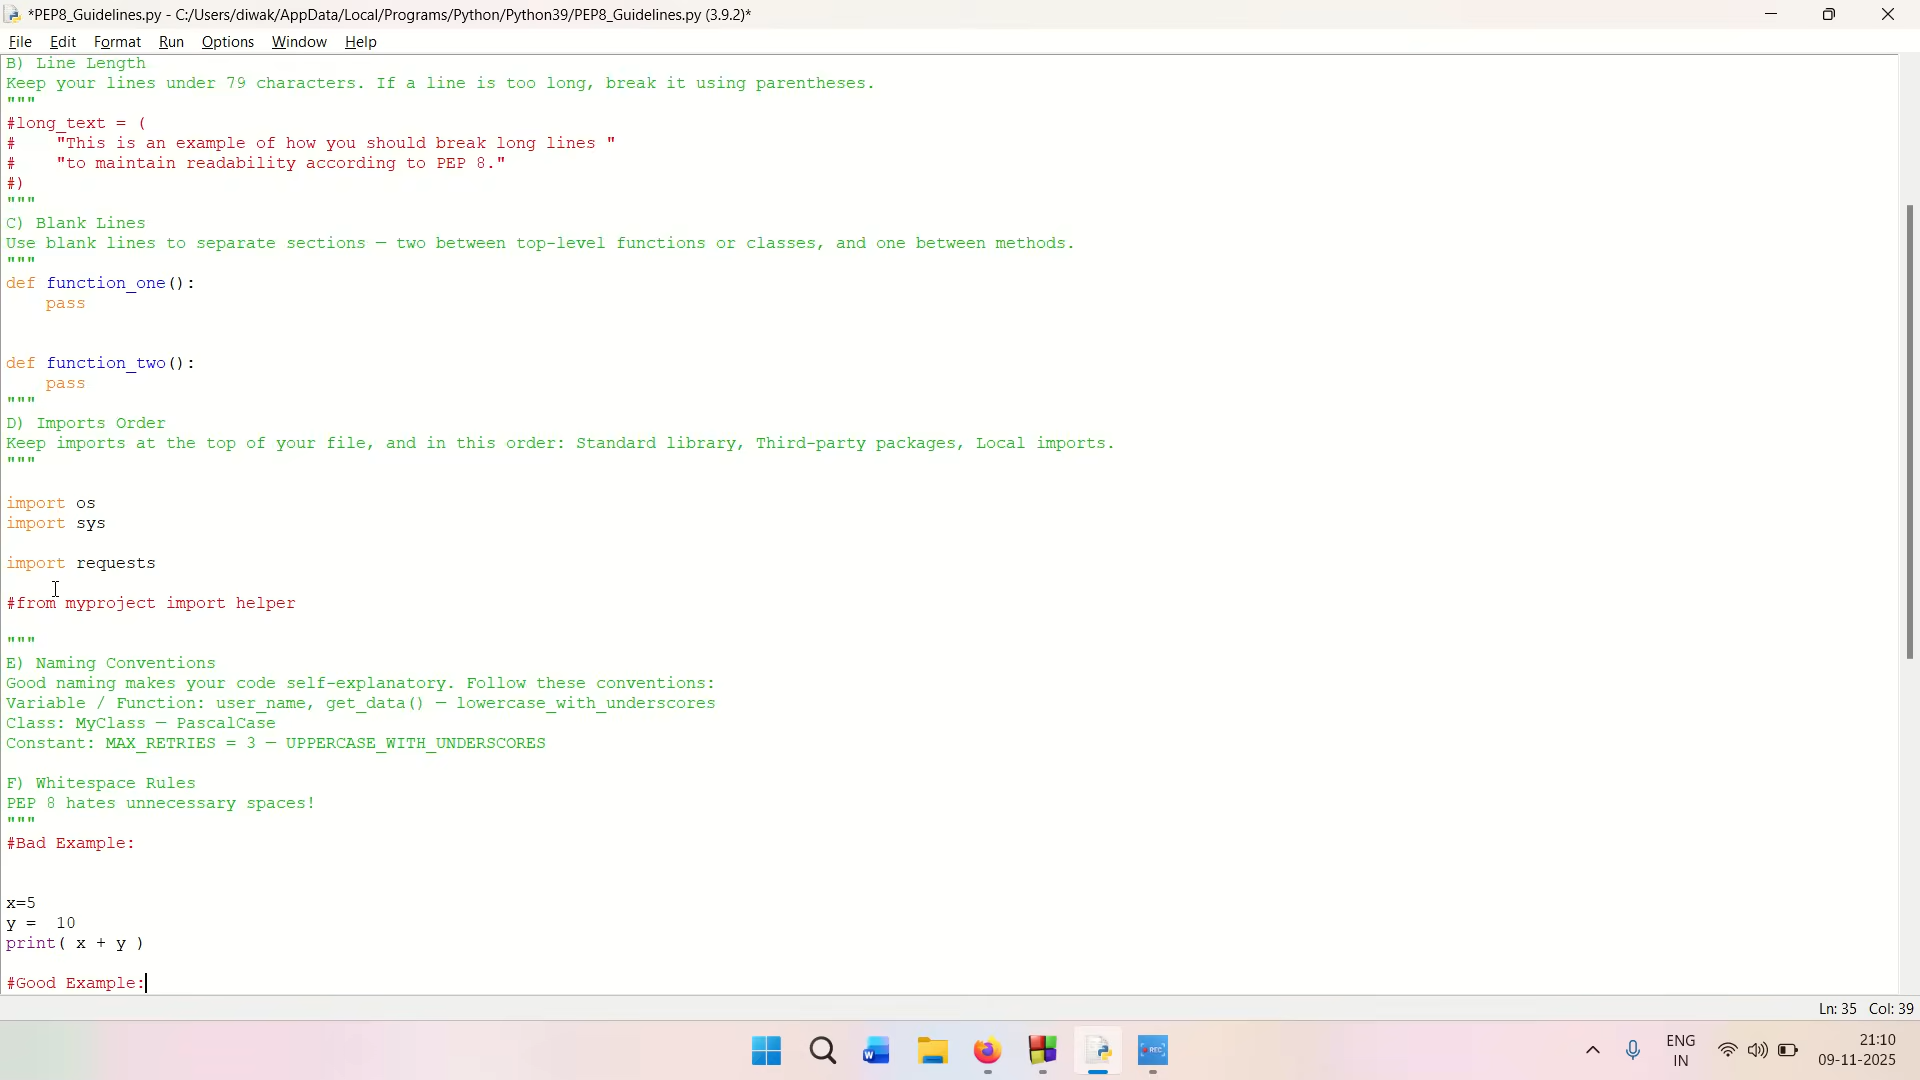 *PEP8_Guidelines.py - C:/Users/diwak/AppData/Local/Programs/Python/Python39/PEP8_Guidelines.py (3.9.2)*
File Edit Format Run Options Window Help
B) Line Length
Keep your lines under 79 characters. If a line is too long, break it using parentheses.
"""
#long_text = (
#    "This is an example of how you should break long lines "
#    "to maintain readability according to PEP 8."
#)
"""
C) Blank Lines
Use blank lines to separate sections — two between top-level functions or classes, and one between methods.
"""
def function_one():
    pass
def function_two():
    pass
"""
D) Imports Order
Keep imports at the top of your file, and in this order: Standard library, Third-party packages, Local imports.
"""
import os
import sys
import requests
#from myproject import helper
"""
E) Naming Conventions
Good naming makes your code self-explanatory. Follow these conventions:
Variable / Function: user_name, get_data() — lowercase_with_underscores
Class: MyClass — PascalCase
Constant: MAX_RETRIES = 3 — UPPERCASE_WITH_UNDERSCORES
F) Whitespace Rules
PEP 8 hates unnecessary spaces!
"""
#Bad Example:
x=5
y =  10
print( x + y )
#Good Example:
Ln: 35 Col: 39
W
REC
ENG
IN
21:10
09-11-2025